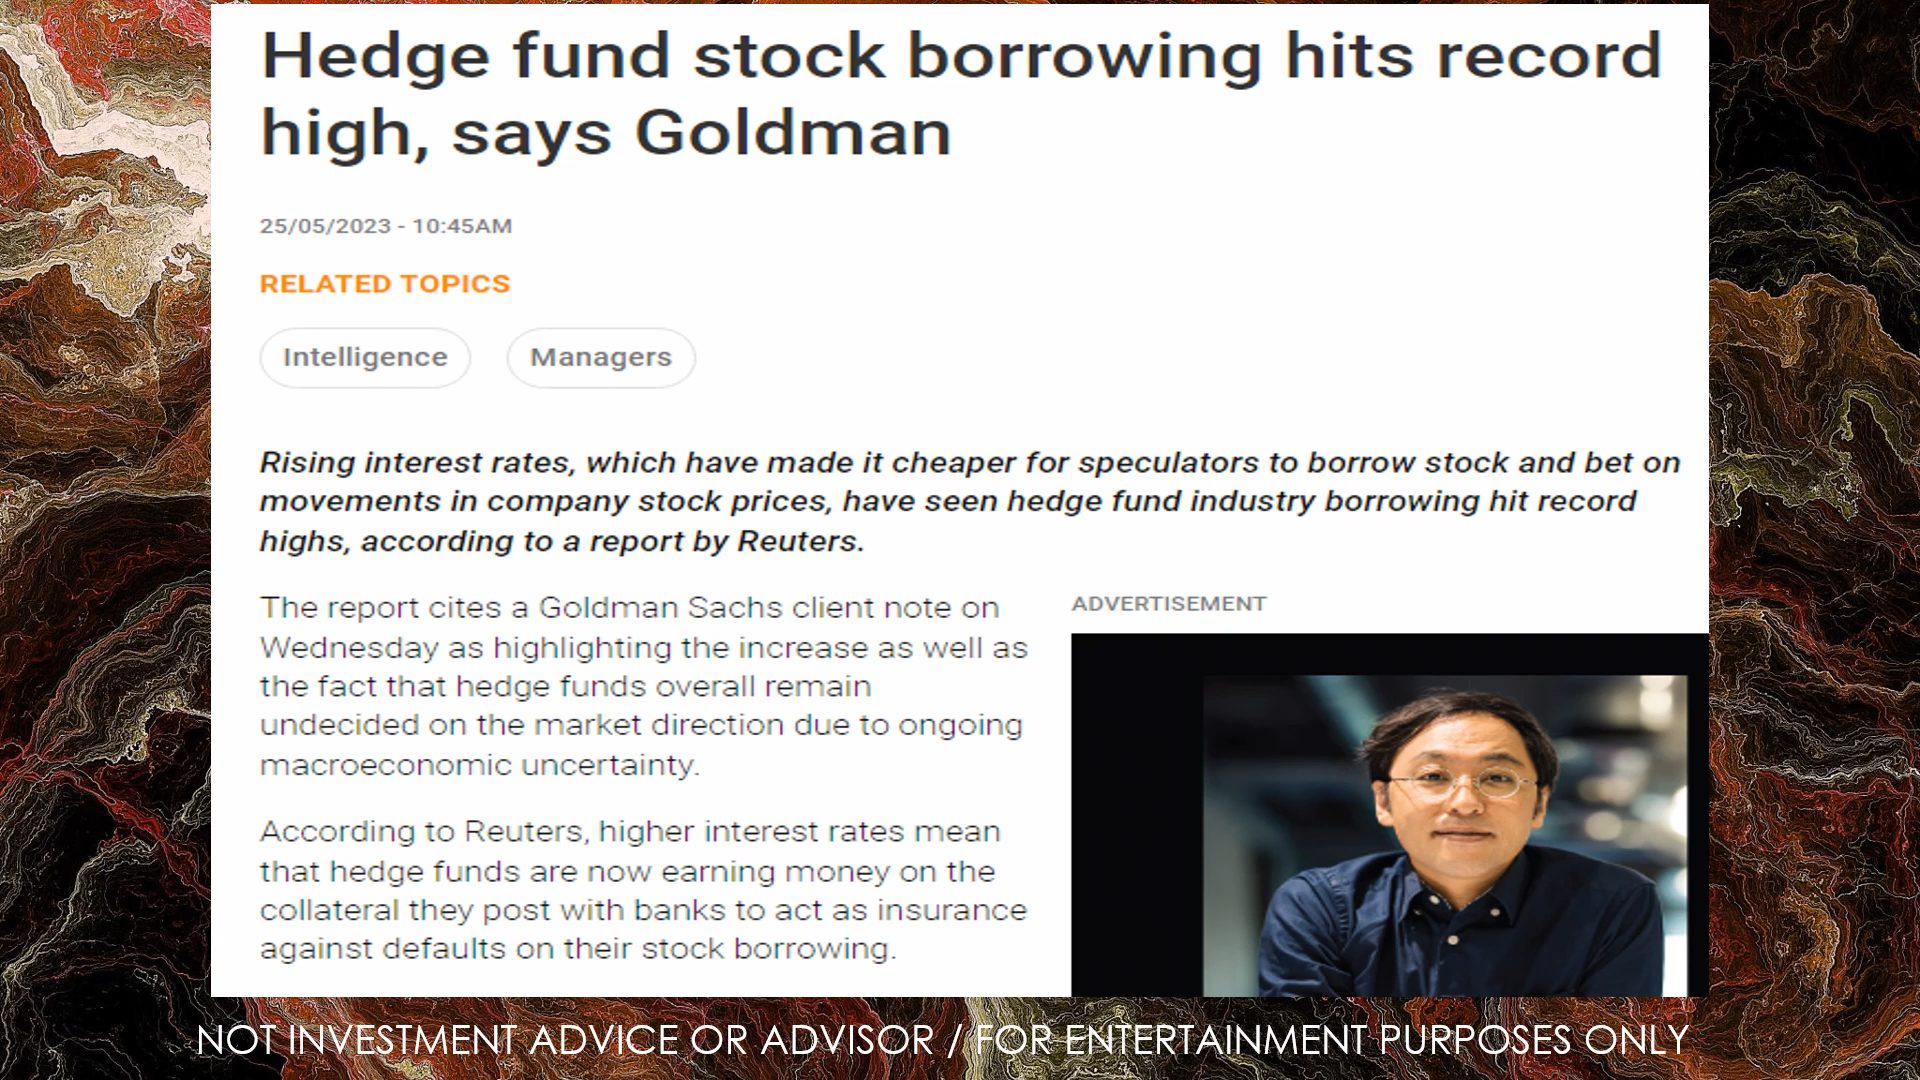 Hedge fund stock borrowing hits record
high, says Goldman
25/05/2023 - 10:45AM
RELATED TOPICS
Intelligence
Managers
Rising interest rates, which have made it cheaper for speculators to borrow stock and bet on
movements in company stock prices, have seen hedge fund industry borrowing hit record
highs, according to a report by Reuters.
The report cites a Goldman Sachs client note on
Wednesday as highlighting the increase as well as
the fact that hedge funds overall remain
undecided on the market direction due to ongoing
macroeconomic uncertainty.
According to Reuters, higher interest rates mean
that hedge funds are now earning money on the
collateral they post with banks to act as insurance
against defaults on their stock borrowing.
ADVERTISEMENT
NOT INVESTMENT ADVICE OR ADVISOR / FOR ENTERTAINMENT PURPOSES ONLY